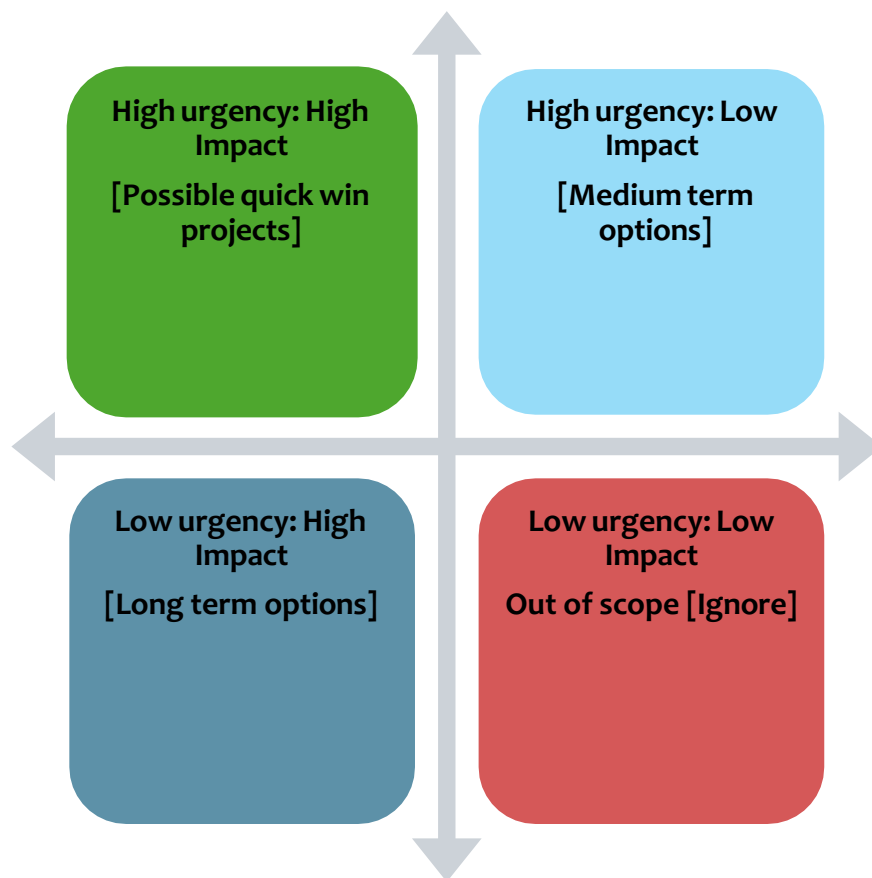 High urgency: High
Impact
[Possible quick win
projects]
High urgency: Low
Impact
[Medium term
options]
Low urgency: High
Impact
[Long term options]
Low urgency: Low
Impact
Out of scope [Ignore]